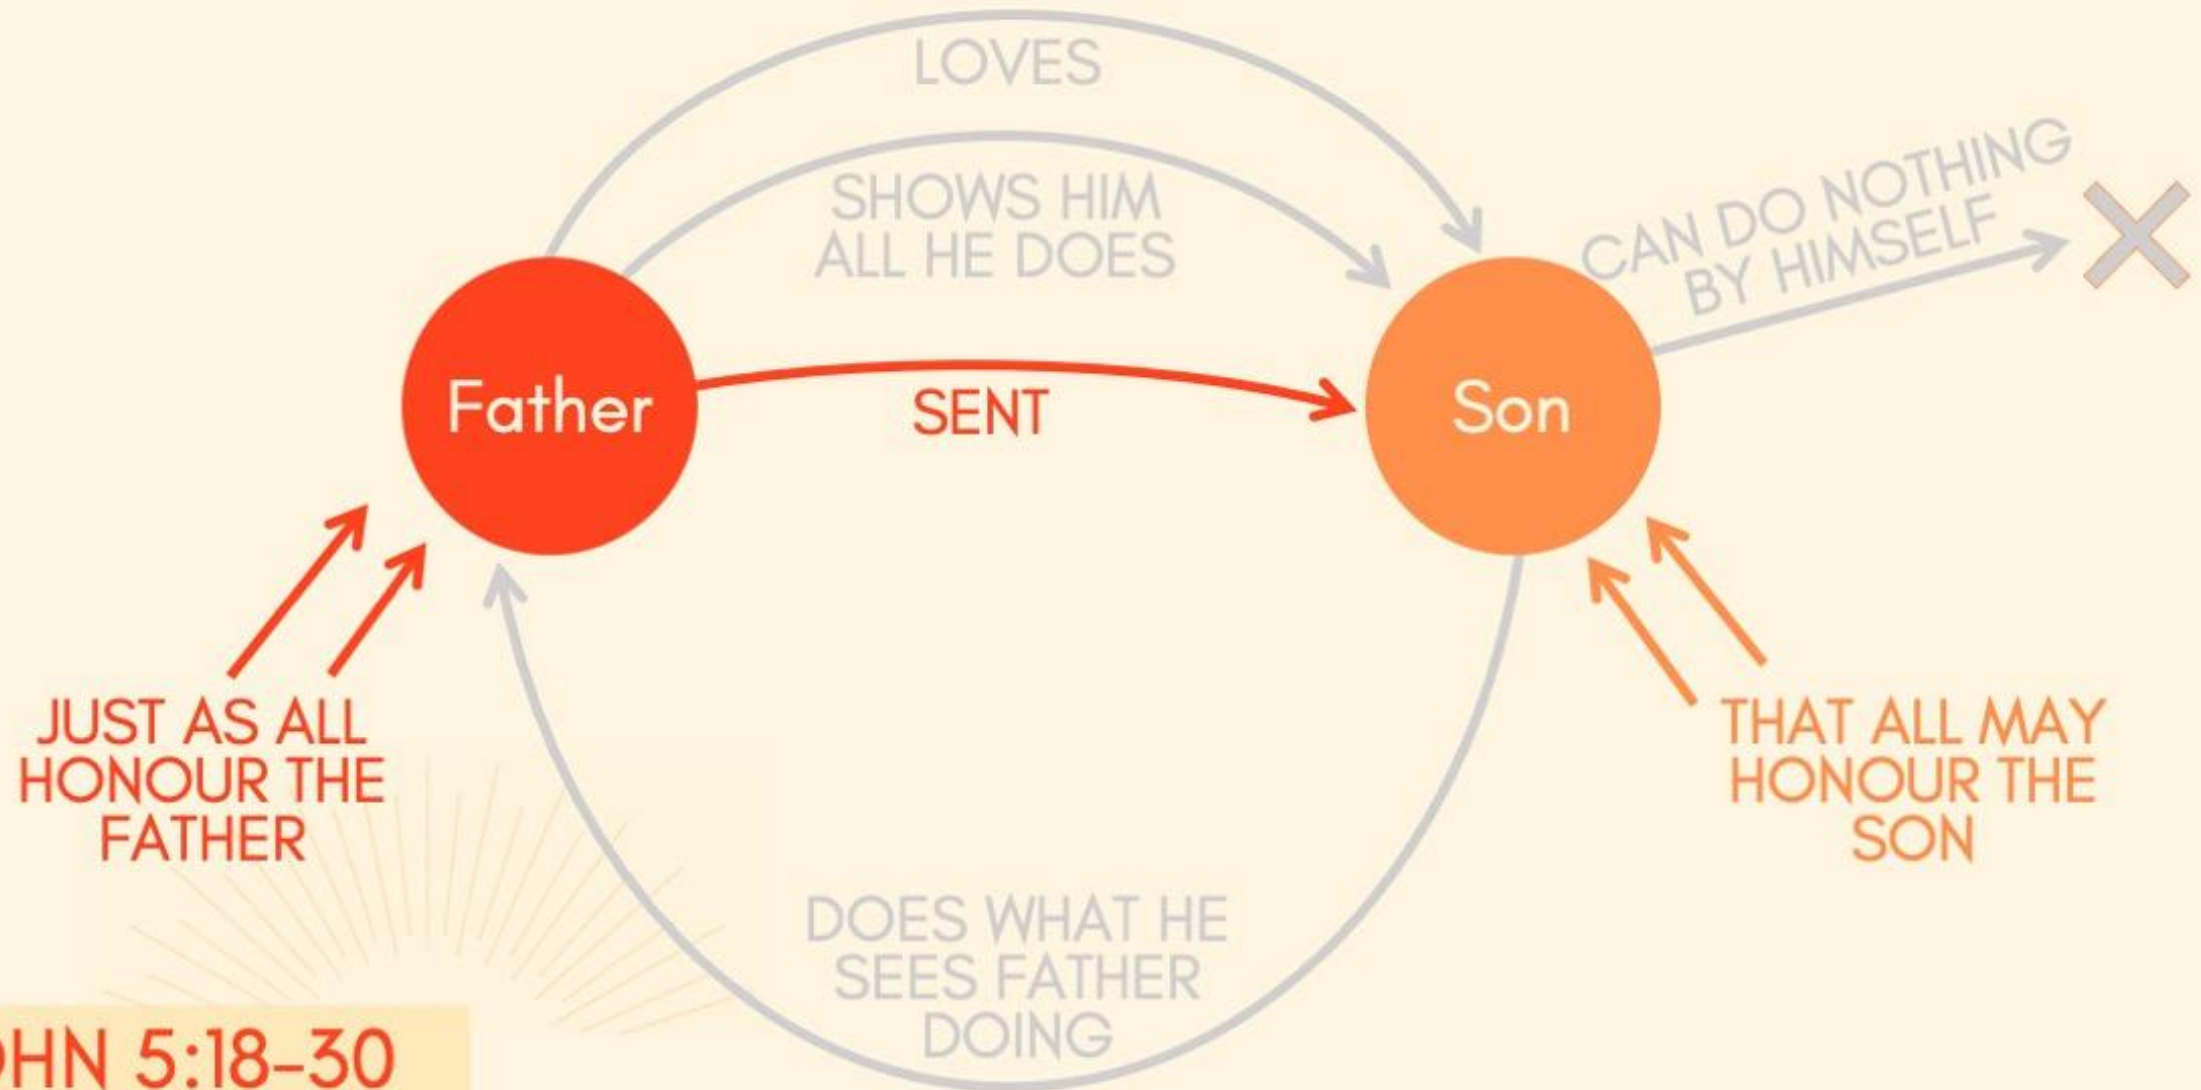 LOVES
SHOWS HIM
ALL HE DOES
CAN DO NOTHING
BY HIMSELF
Father
SENT
Son
JUST AS ALL
HONOUR THE
FATHER
THAT ALL MAY
HONOUR THE
SON
DOES WHAT HE
SEES FATHER
DOING
OHN 5:18-30